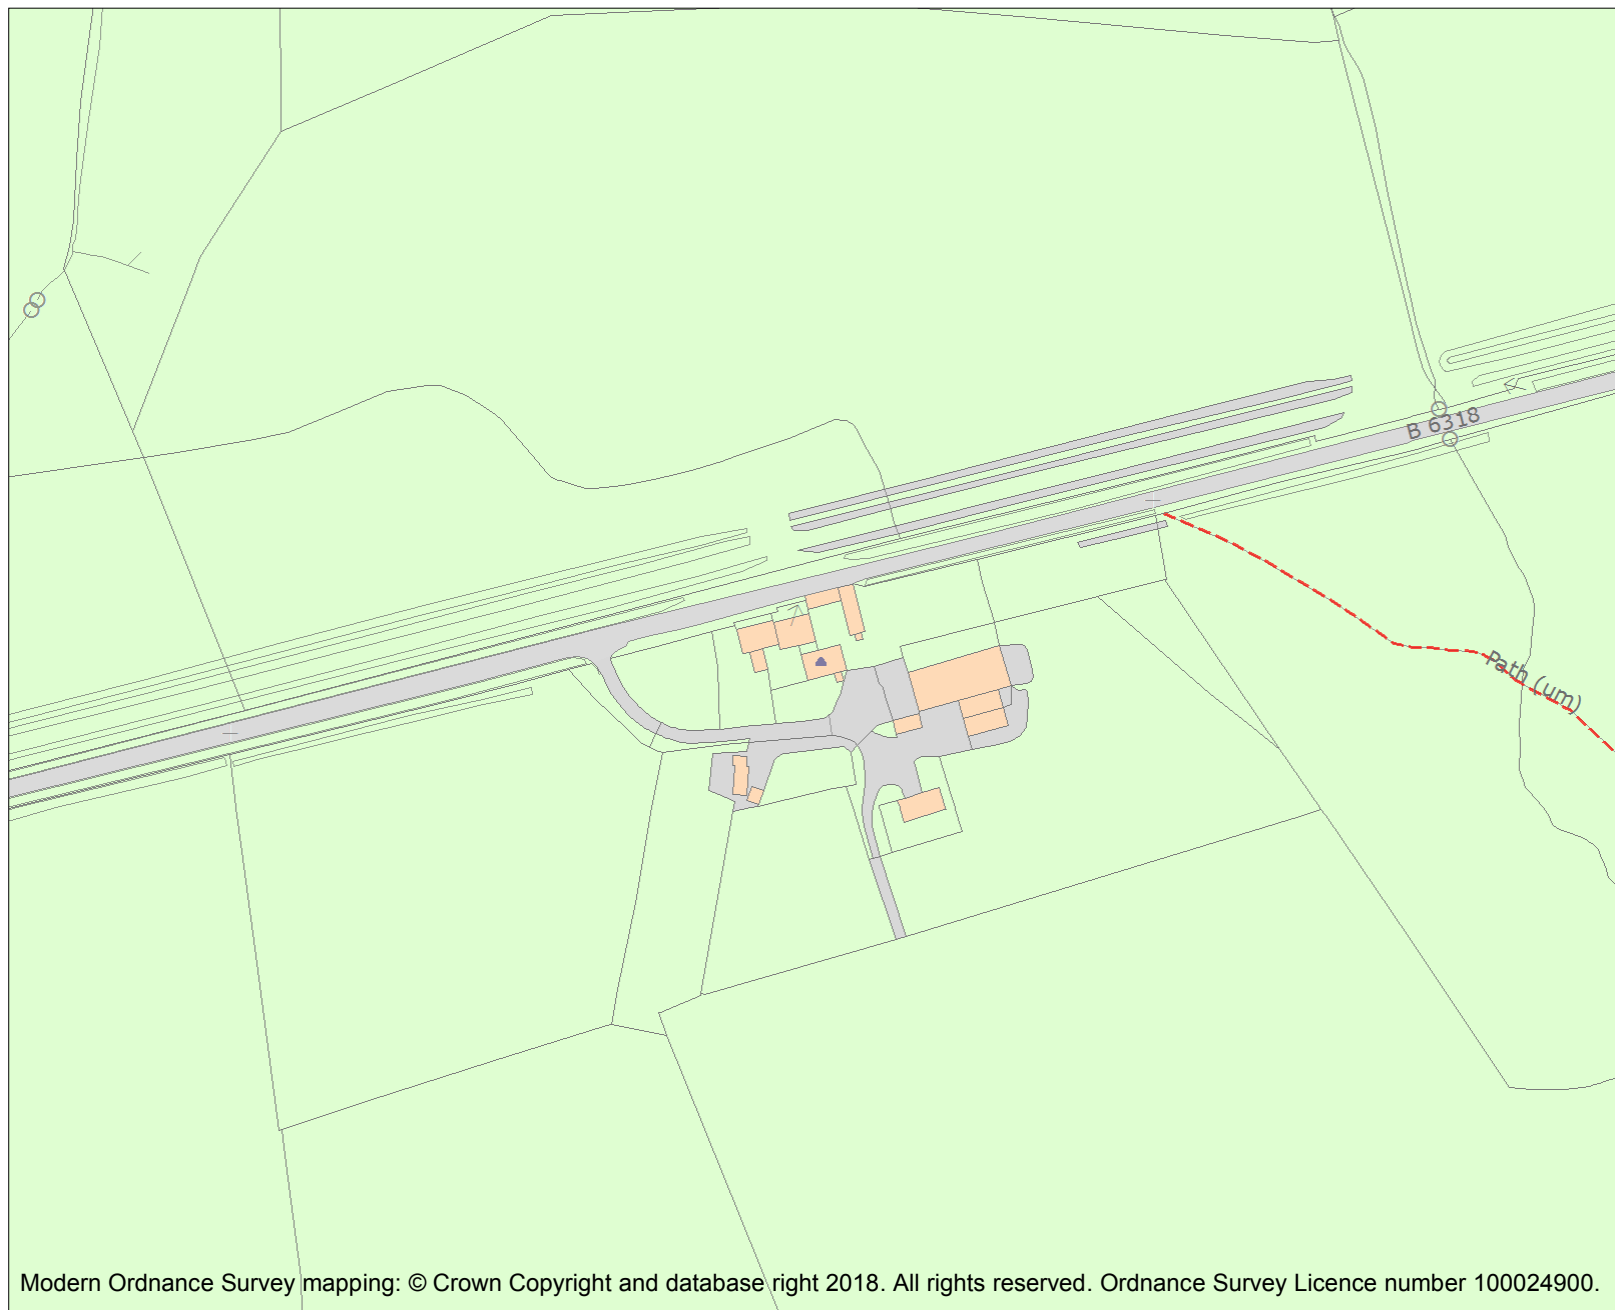 B 6318
Path (um)
Modern Ordnance Survey mapping: © Crown Copyright and database right 2018. All rights reserved. Ordnance Survey Licence number 100024900.